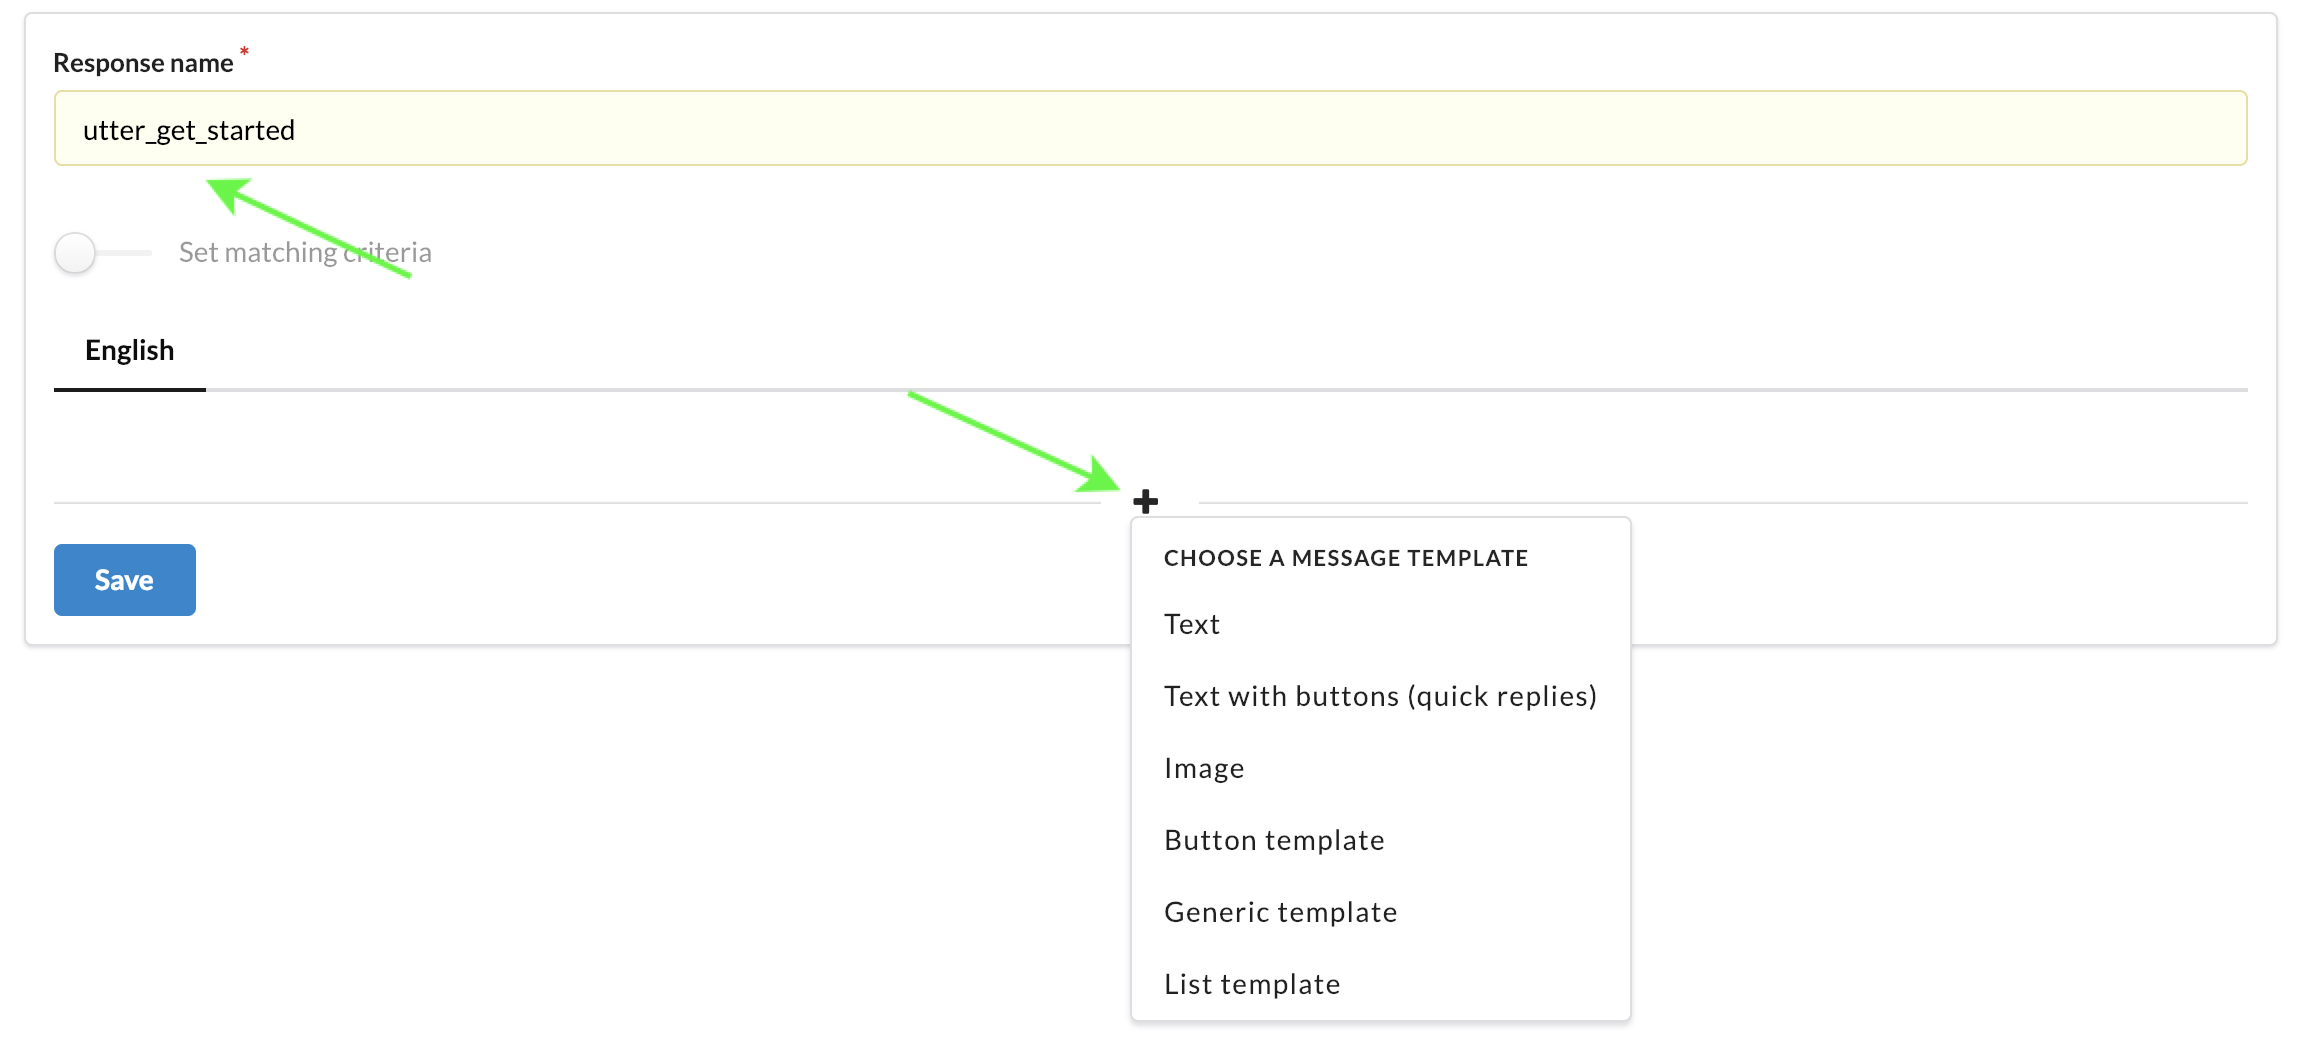 Response name *
utter_get_started
Set matching criteria
English
Save
CHOOSE A MESSAGE TEMPLATE
Text
Text with buttons (quick replies)
Image
Button template
Generic template
List template